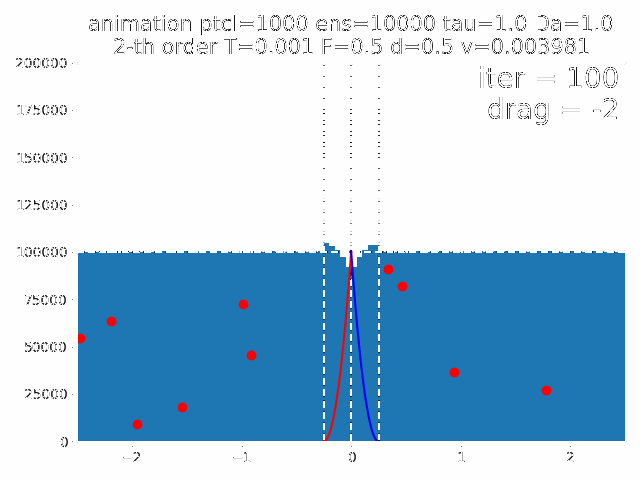 animation ptcl=1000 ens=10000 tau=1.0 Da=1.0
2-th order T=0.001 F=0.5 d=0.5 v=0.003981
iter = 100
drag = -2
200000
175000
150000
125000
100000
75000
50000
25000
0
−2 −1 0 1 2